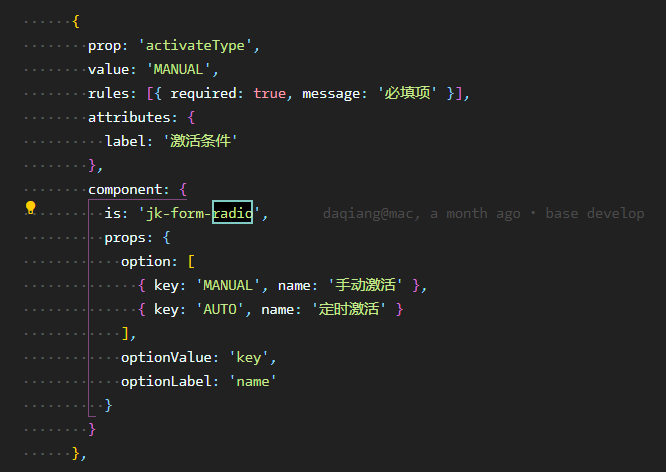 {
prop: 'activateType',
value: 'MANUAL',
rules: [{ required: true, message: '必填项' }],
attributes: {
label: '激活条件'
},
component: {
is: 'jk-form-radio', daqiang@mac, a month ago • base develop
props: {
option: [
{ key: 'MANUAL', name: '手动激活' },
{ key: 'AUTO', name: '定时激活' }
],
optionValue: 'key',
optionLabel: 'name'
}
}
},